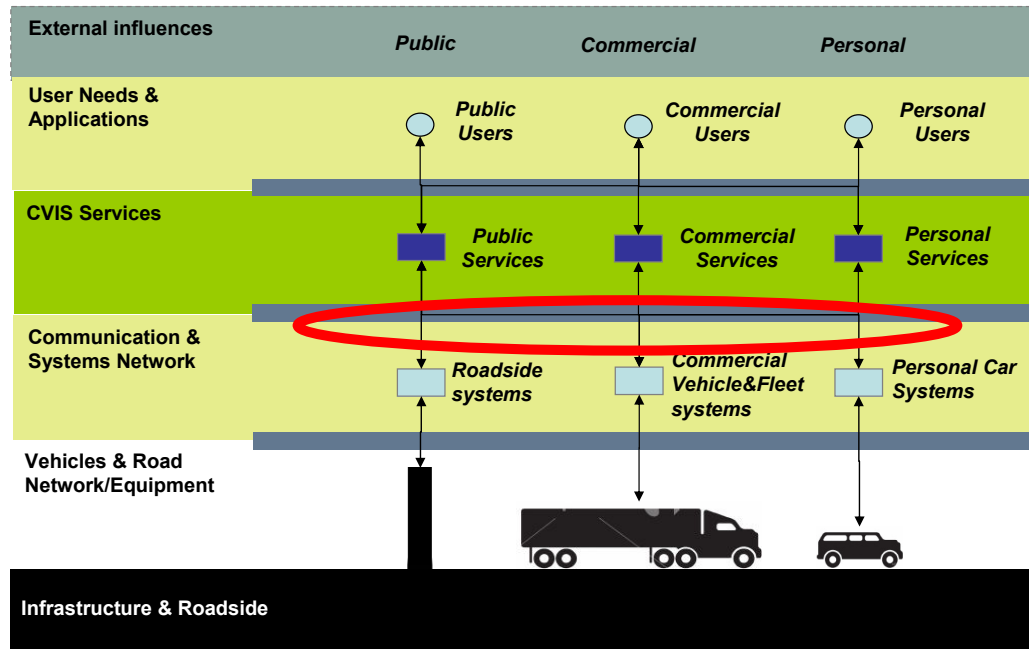 External influences
Public
Commercial
Personal
User Needs &
Applications
Public
Users
Commercial
Users
Personal
Users
CVIS Services
Public
Services
Commercial
Services
Personal
Services
Communication &
Systems Network
Roadside
systems
Commercial
Vehicle&Fleet
systems
Personal Car
Systems
Vehicles & Road
Network/Equipment
Infrastructure & Roadside